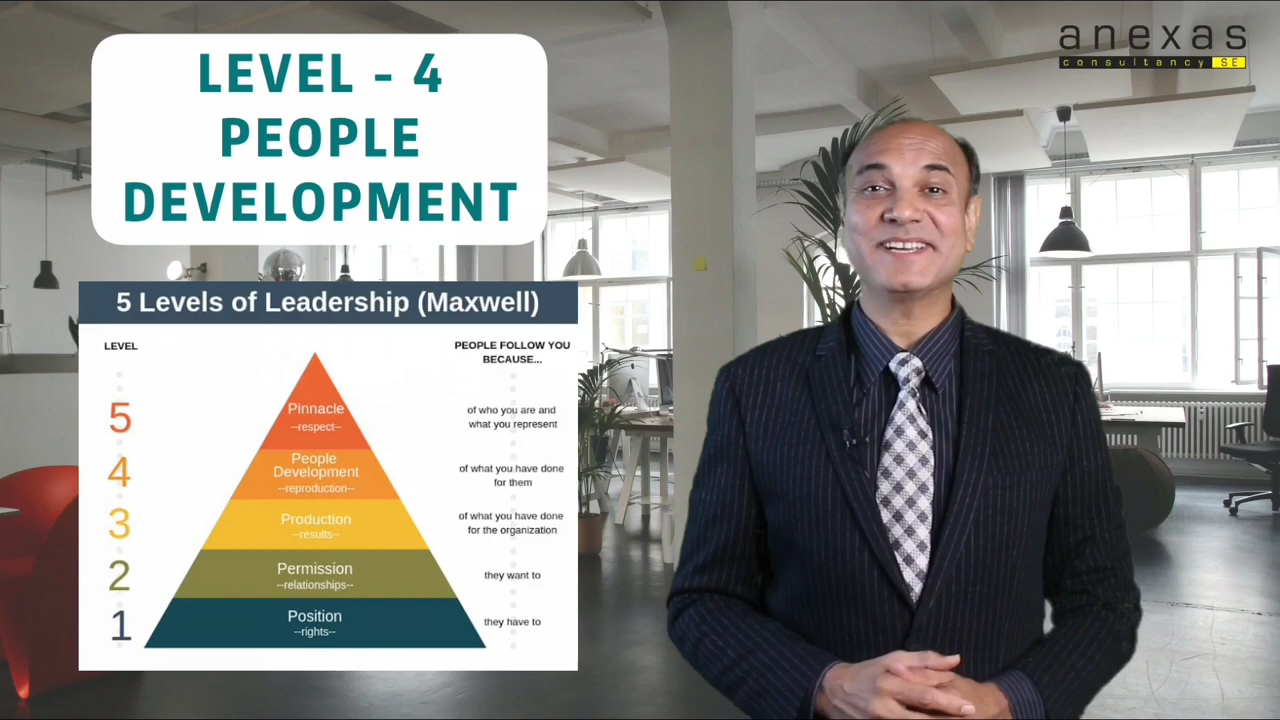 LEVEL - 4
PEOPLE
DEVELOPMENT
anexas
consultancy SE
5 Levels of Leadership (Maxwell)
LEVEL
PEOPLE FOLLOW YOU
BECAUSE...
5
Pinnacle
--respect--
of who you are and
what you represent
4
People
Development
--reproduction--
of what you have done
for them
3
Production
--results--
of what you have done
for the organization
2
Permission
--relationships--
they want to
1
Position
--rights--
they have to